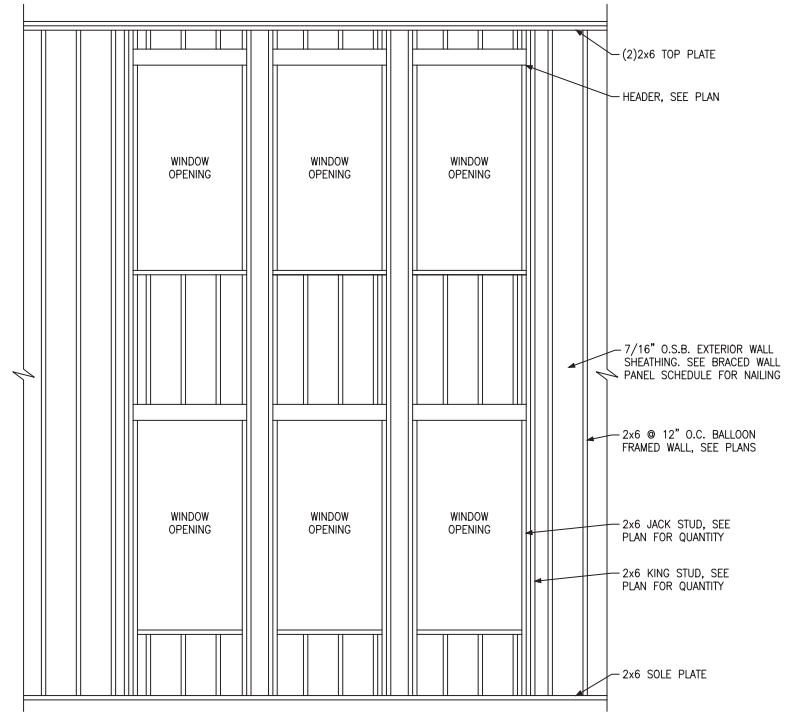 (2)2x6 TOP PLATE
HEADER, SEE PLAN
WINDOW
OPENING
WINDOW
OPENING
WINDOW
OPENING
7/16" O.S.B. EXTERIOR WALL
SHEATHING. SEE BRACED WALL
PANEL SCHEDULE FOR NAILING
2x6 @ 12" O.C. BALLOON
FRAMED WALL, SEE PLANS
WINDOW
OPENING
WINDOW
OPENING
WINDOW
OPENING
2x6 JACK STUD, SEE
PLAN FOR QUANTITY
2x6 KING STUD, SEE
PLAN FOR QUANTITY
2x6 SOLE PLATE